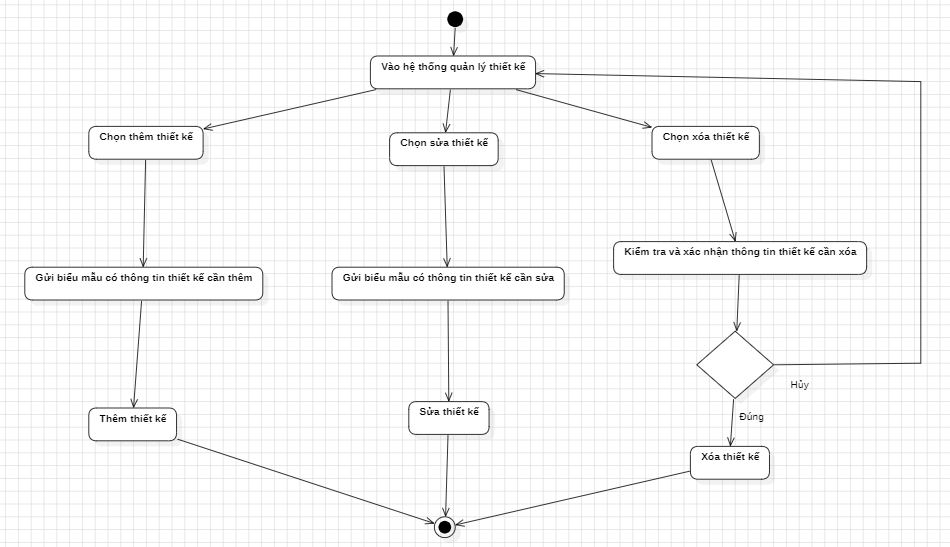 Vào hệ thống quản lý thiết kế
Chọn thêm thiết kế
Chọn sửa thiết kế
Chọn xóa thiết kế
Gửi biểu mẫu có thông tin thiết kế cần thêm
Gửi biểu mẫu có thông tin thiết kế cần sửa
Kiểm tra và xác nhận thông tin thiết kế cần xóa
Hủy
Đúng
Thêm thiết kế
Sửa thiết kế
Xóa thiết kế